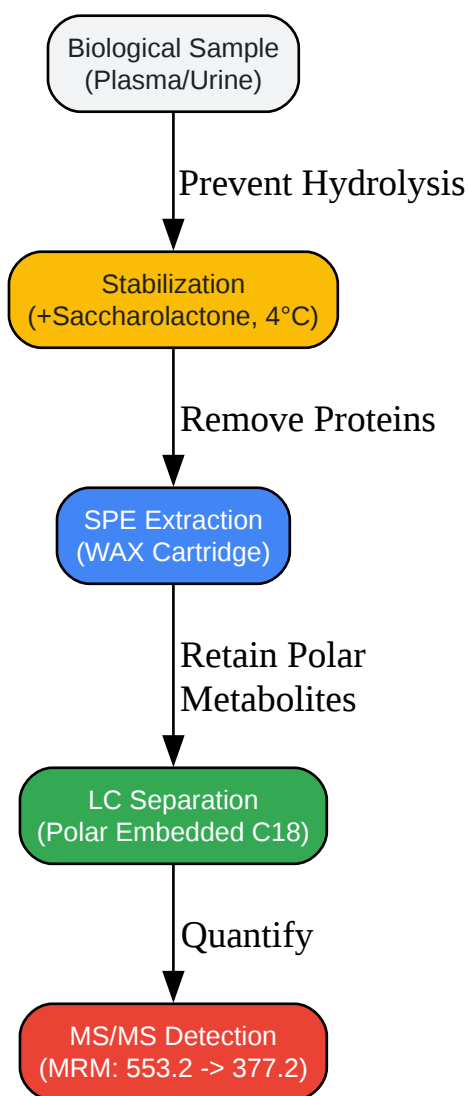 Biological Sample
(Plasma/Urine)
Prevent Hydrolysis
Stabilization
(+Saccharolactone, 4°C)
Remove Proteins
SPE Extraction
(WAX Cartridge)
Retain Polar
Metabolites
LC Separation
(Polar Embedded C18)
Quantify
MS/MS Detection
(MRM: 553.2 -> 377.2)